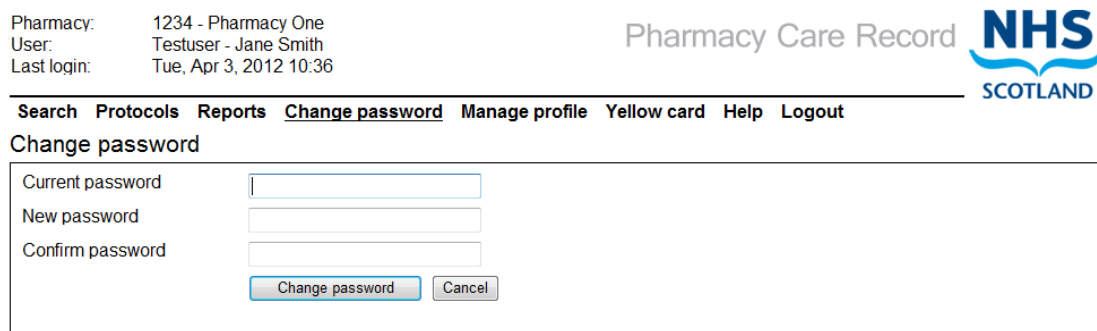 Pharmacy: 1234 - Pharmacy One
User: Testuser - Jane Smith
Last login: Tue, Apr 3, 2012 10:36
Pharmacy Care Record
NHS
SCOTLAND
Search Protocols Reports Change password Manage profile Yellow card Help Logout
Change password
Current password
New password
Confirm password
Change password Cancel